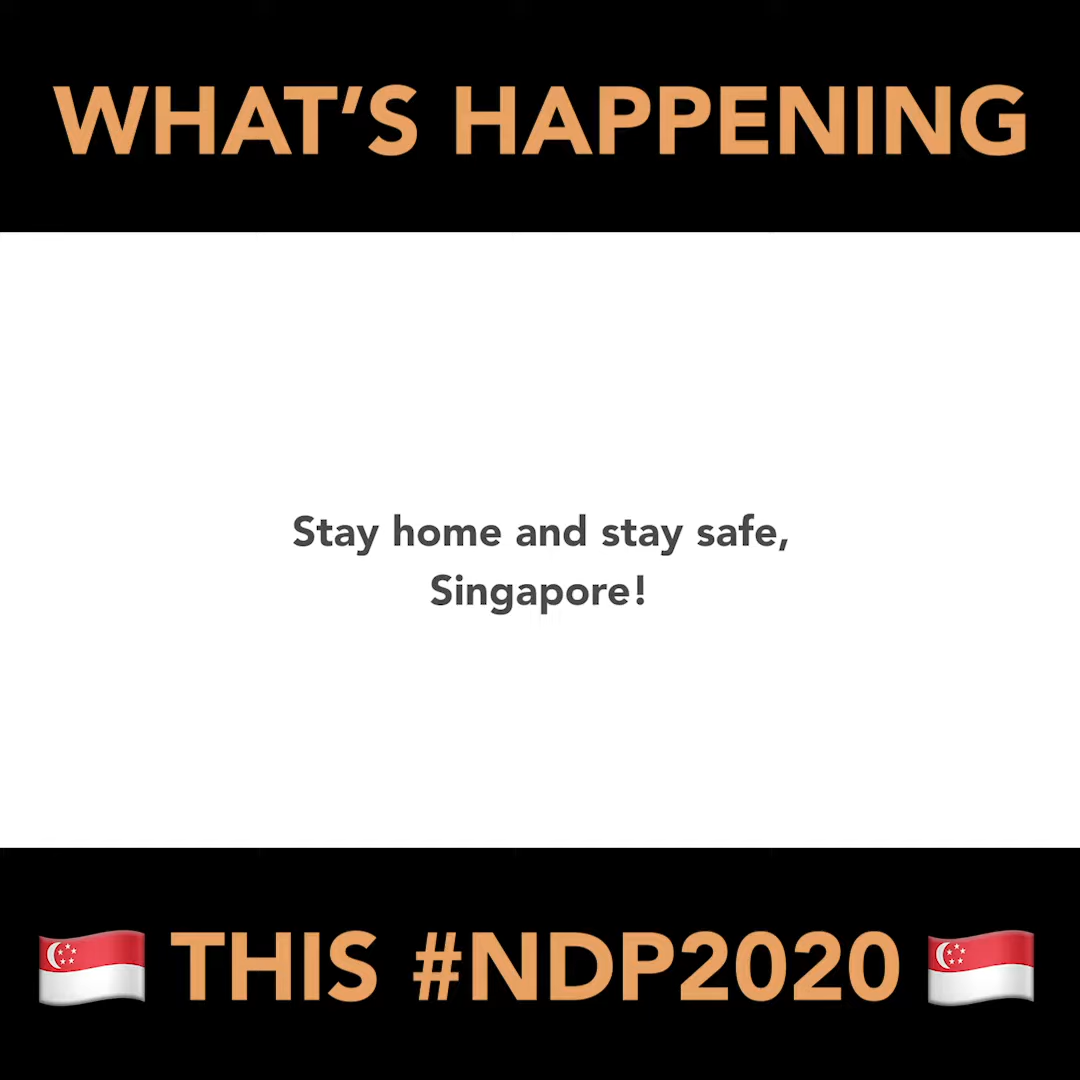 WHAT’S HAPPENING
Stay home and stay safe,
Singapore!
🇸🇬 THIS #NDP2020 🇸🇬